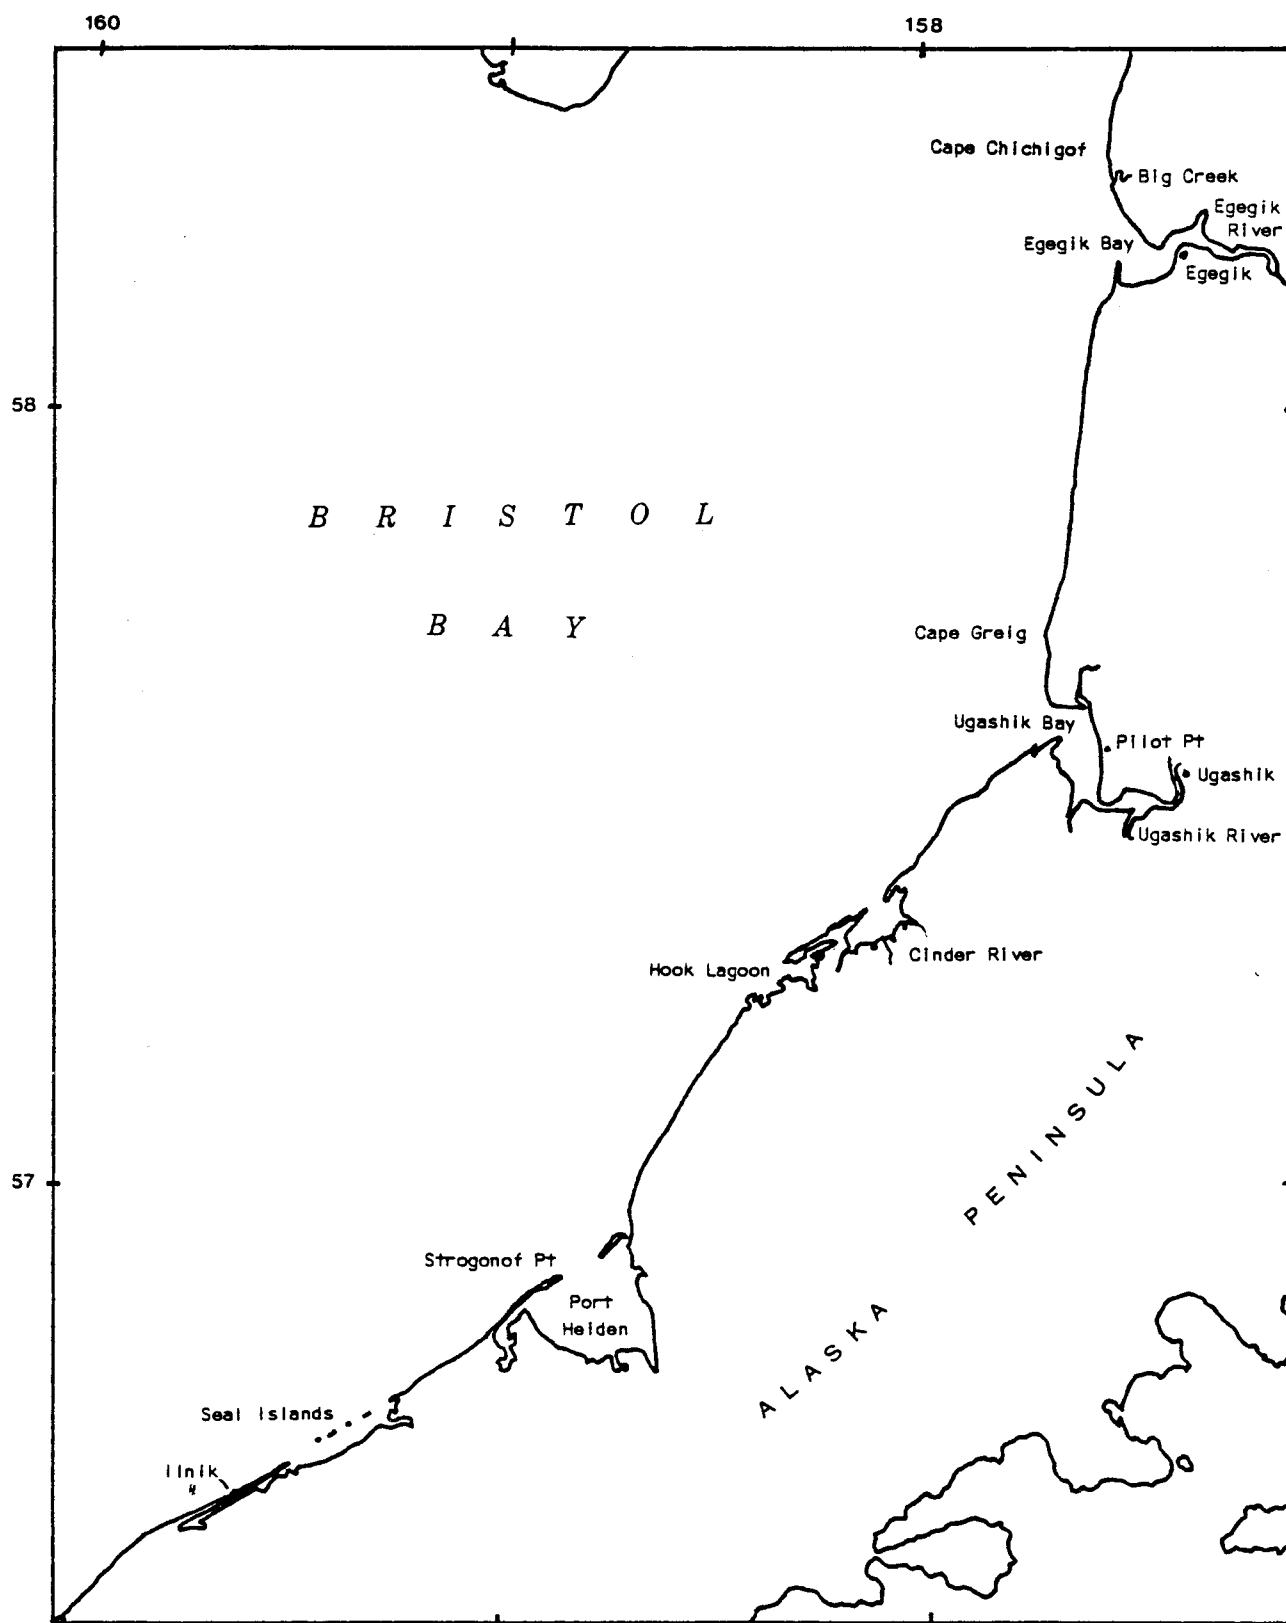 160
158
Cape Chichigof
Big Creek
Egegik
River
Egegik Bay
Egegik
58
B R I S T O L
B A Y
Cape Greig
Ugashik Bay
Pilot Pt
Ugashik
Ugashik River
Cinder River
Hook Lagoon
PENINSULA
57
Strogonof Pt
Port
Heiden
ALASKA
Seal Islands
Ilnik